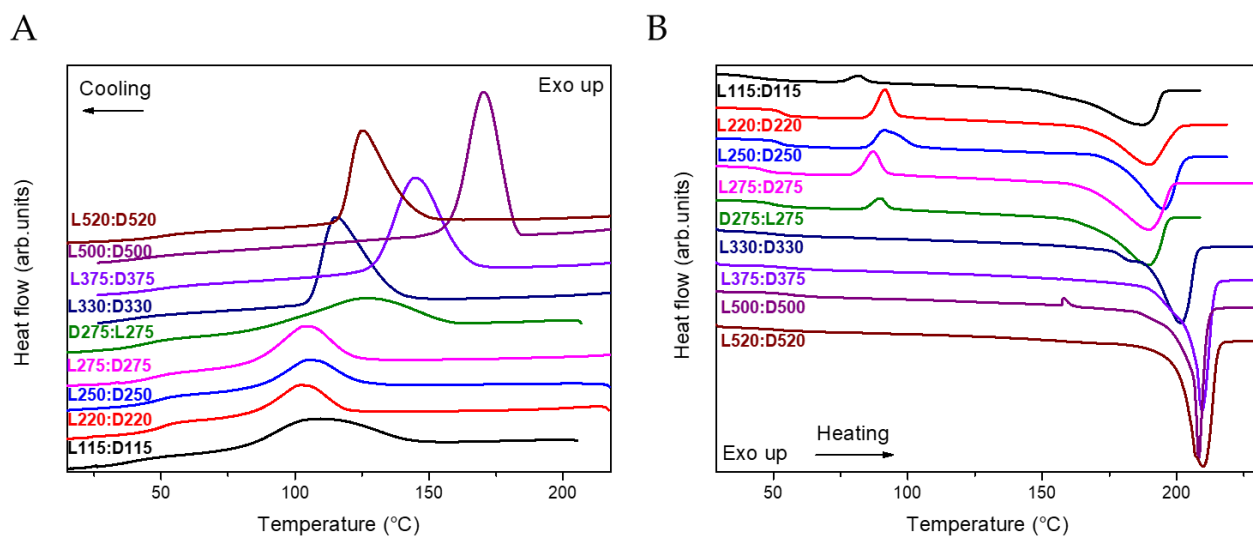 A
Cooling
Exo up
L520:D520
L500:D500
L375:D375
L330:D330
D275:L275
L275:D275
L250:D250
L220:D220
L115:D115
Heat flow (arb.units)
50
100
150
200
Temperature (°C)
B
L115:D115
L220:D220
L250:D250
L275:D275
D275:L275
L330:D330
L375:D375
L500:D500
L520:D520
Heating
Exo up
Heat flow (arb.units)
50
100
150
200
Temperature (°C)